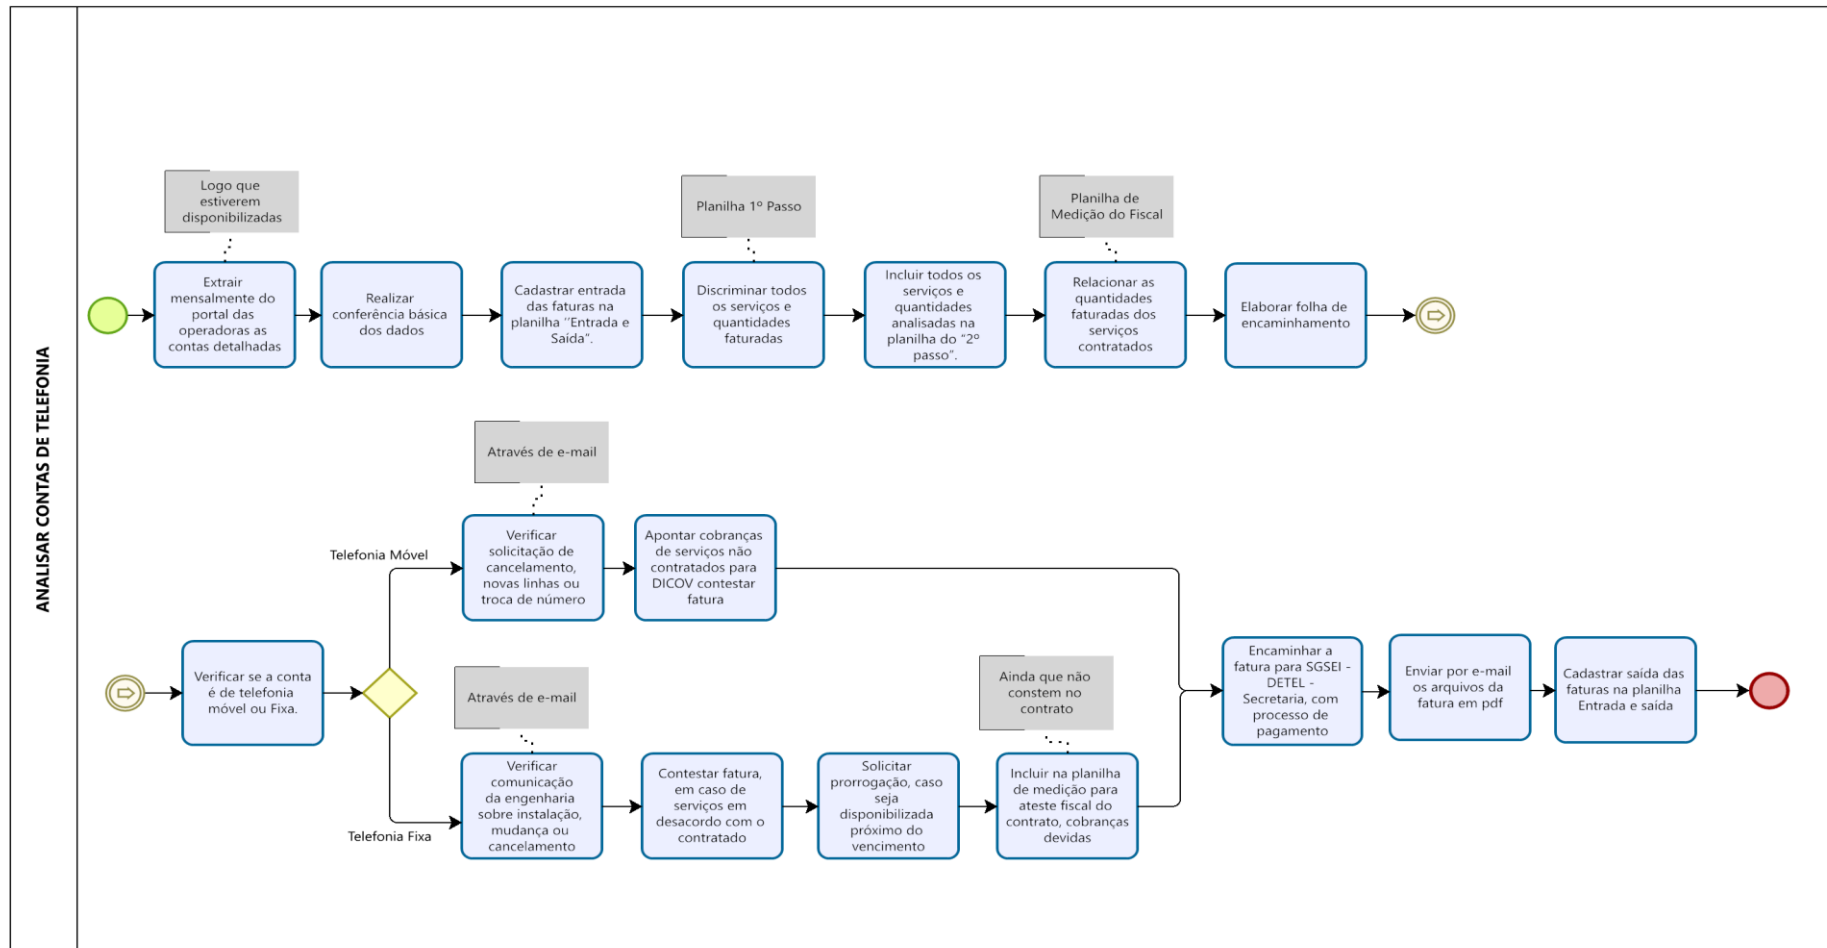 ANALISAR CONTAS DE TELEFONIA
Logo que
estiverem
disponibilizadas
Planilha 1º Passo
Planilha de
Medição do Fiscal
Extrair
mensalmente do
portal das
operadoras as
contas detalhadas
Realizar
conferência básica
dos dados
Cadastrar entrada
das faturas na
planilha ''Entrada e
Saída”.
Discriminar todos
os serviços e
quantidades
faturadas
Incluir todos os
serviços e
quantidades
analisadas na
planilha do “2º
passo”.
Relacionar as
quantidades
faturadas dos
serviços
contratados
Elaborar folha de
encaminhamento
Através de e-mail
Telefonia Móvel
Verificar
solicitação de
cancelamento,
novas linhas ou
troca de número
Apontar cobranças
de serviços não
contratados para
DICOV contestar
fatura
Verificar se a conta
é de telefonia
móvel ou Fixa.
Através de e-mail
Ainda que não
constem no
contrato
Telefonia Fixa
Verificar
comunicação
da engenharia
sobre instalação,
mudança ou
cancelamento
Contestar fatura,
em caso de
serviços em
desacordo com o
contratado
Solicitar
prorrogação, caso
seja
disponibilizada
próximo do
vencimento
Incluir na planilha
de medição para
ateste fiscal do
contrato, cobranças
devidas
Encaminhar a
fatura para SGSEI -
DETEL -
Secretaria, com
processo de
pagamento
Enviar por e-mail
os arquivos da
fatura em pdf
Cadastrar saída das
faturas na planilha
Entrada e saída